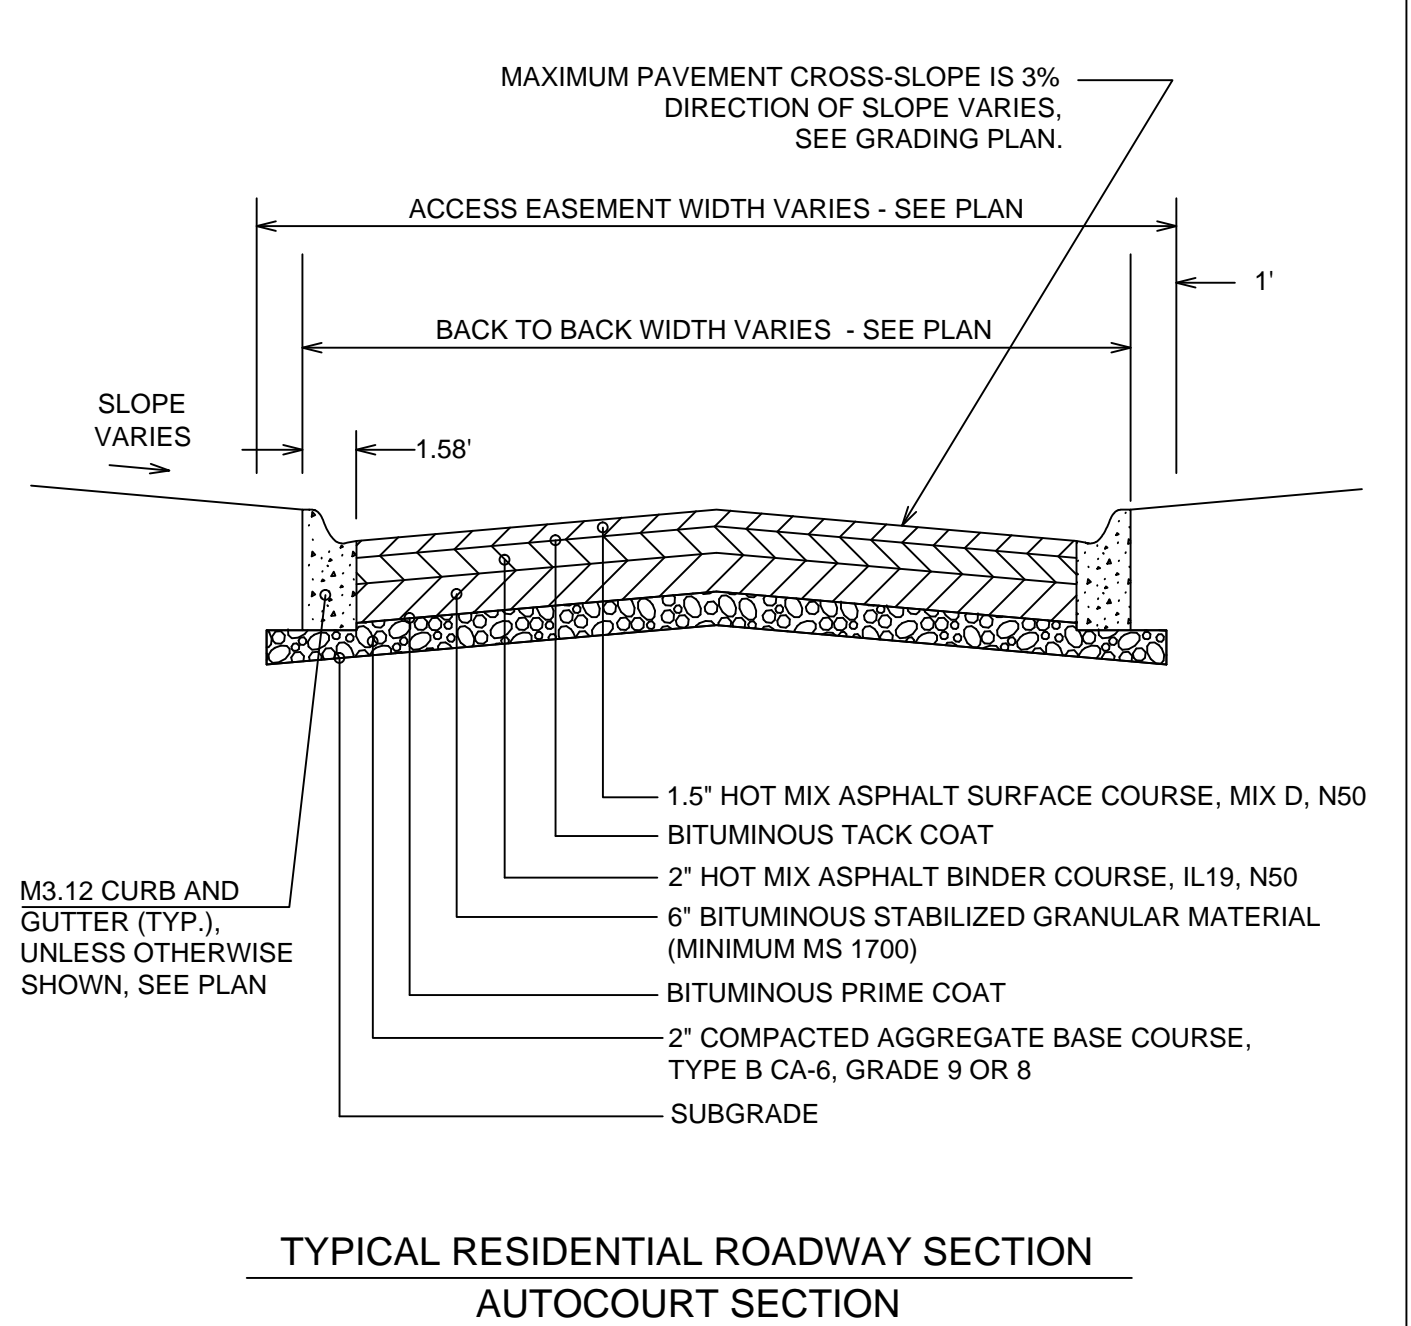 MAXIMUM PAVEMENT CROSS-SLOPE IS 3%
DIRECTION OF SLOPE VARIES,
SEE GRADING PLAN.
ACCESS EASEMENT WIDTH VARIES - SEE PLAN
1'
BACK TO BACK WIDTH VARIES - SEE PLAN
SLOPE
VARIES
1.58'
1.5" HOT MIX ASPHALT SURFACE COURSE, MIX D, N50
BITUMINOUS TACK COAT
2" HOT MIX ASPHALT BINDER COURSE, IL19, N50
6" BITUMINOUS STABILIZED GRANULAR MATERIAL
(MINIMUM MS 1700)
BITUMINOUS PRIME COAT
2" COMPACTED AGGREGATE BASE COURSE,
TYPE B CA-6, GRADE 9 OR 8
SUBGRADE
M3.12 CURB AND
GUTTER (TYP.),
UNLESS OTHERWISE
SHOWN, SEE PLAN
TYPICAL RESIDENTIAL ROADWAY SECTION
AUTOCOURT SECTION